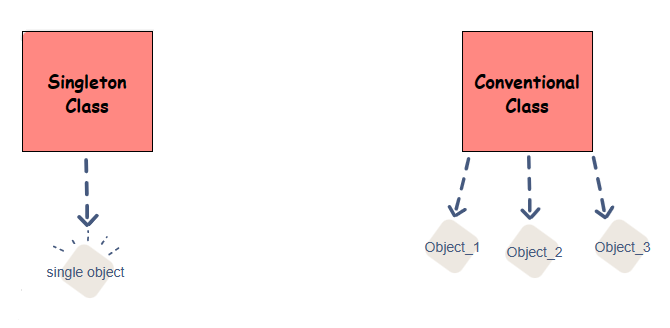 Singleton
Class
Conventional
Class
single object
Object_1
Object_2
Object_3